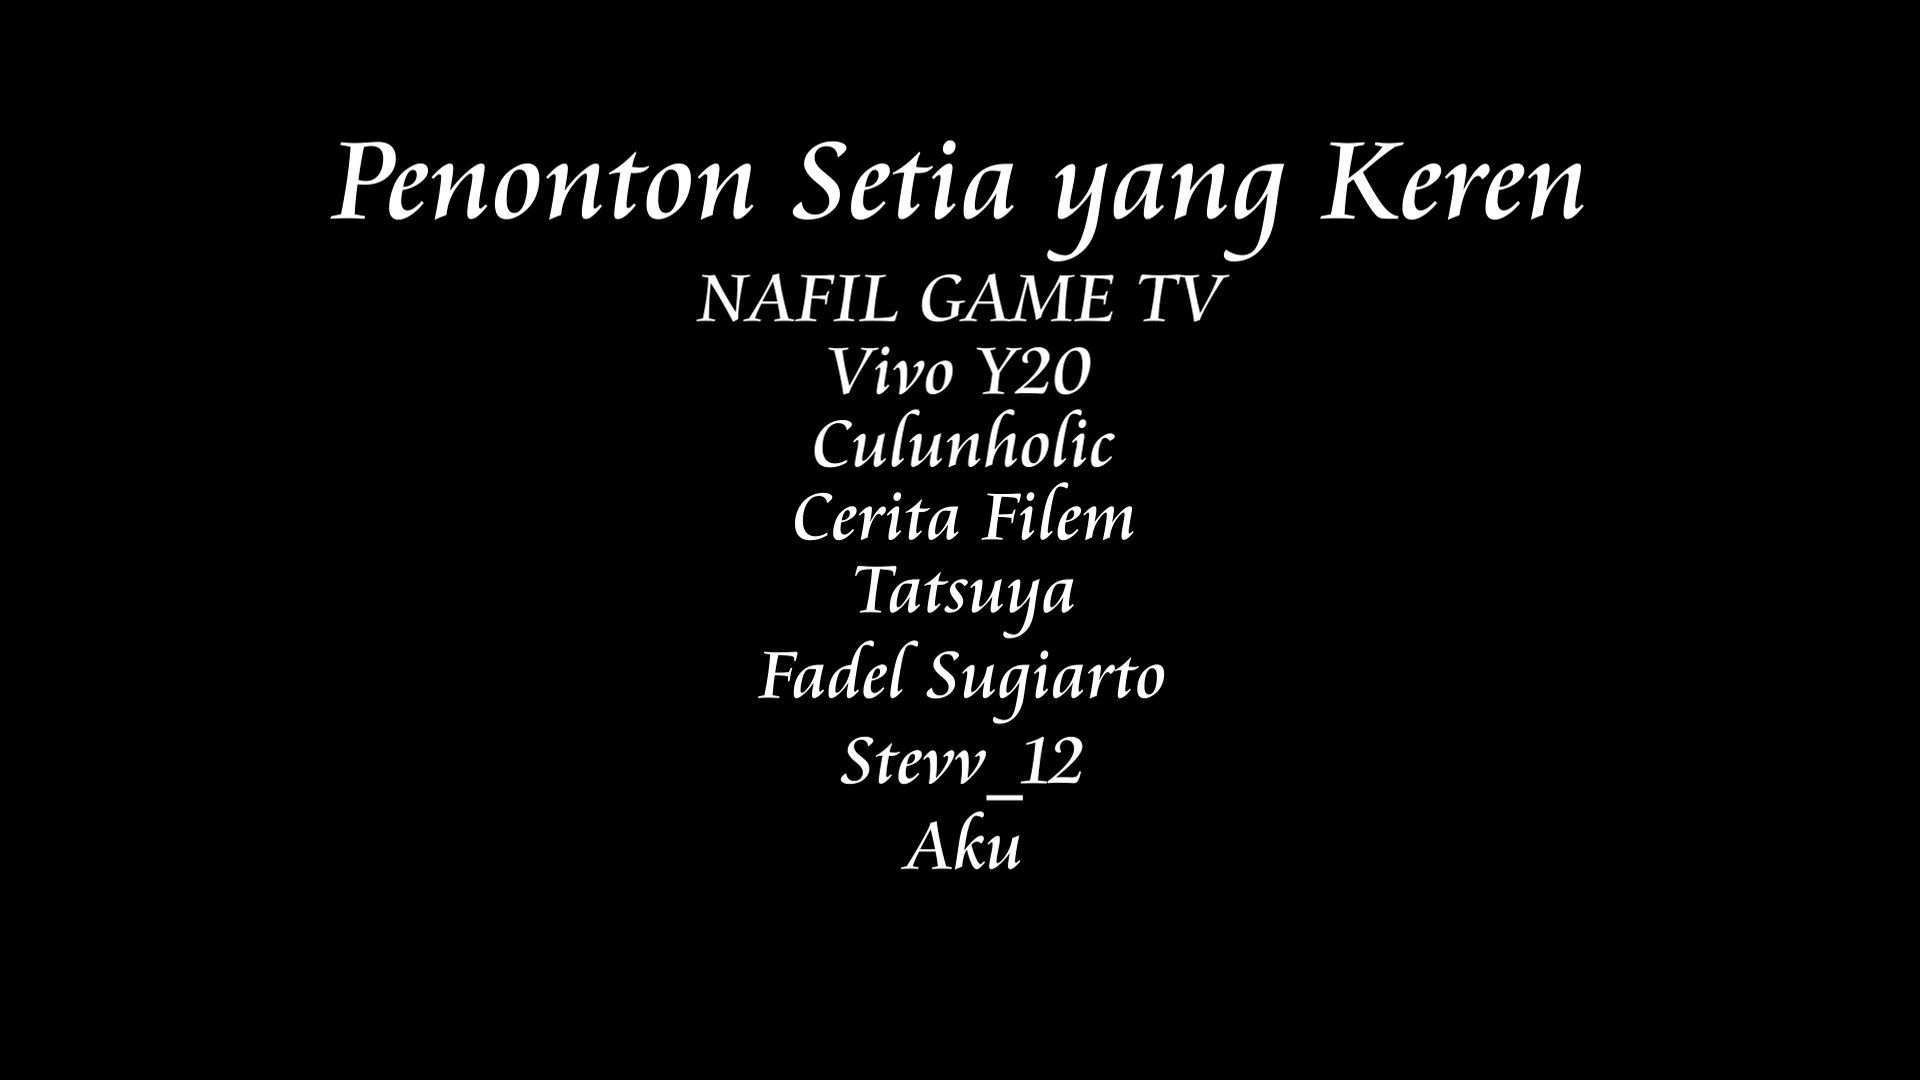 Penonton Setia yang Keren
NAFIL GAME TV
Vivo Y20
Culunholic
Cerita Filem
Tatsuya
Fadel Sugiarto
Stevv_12
Aku